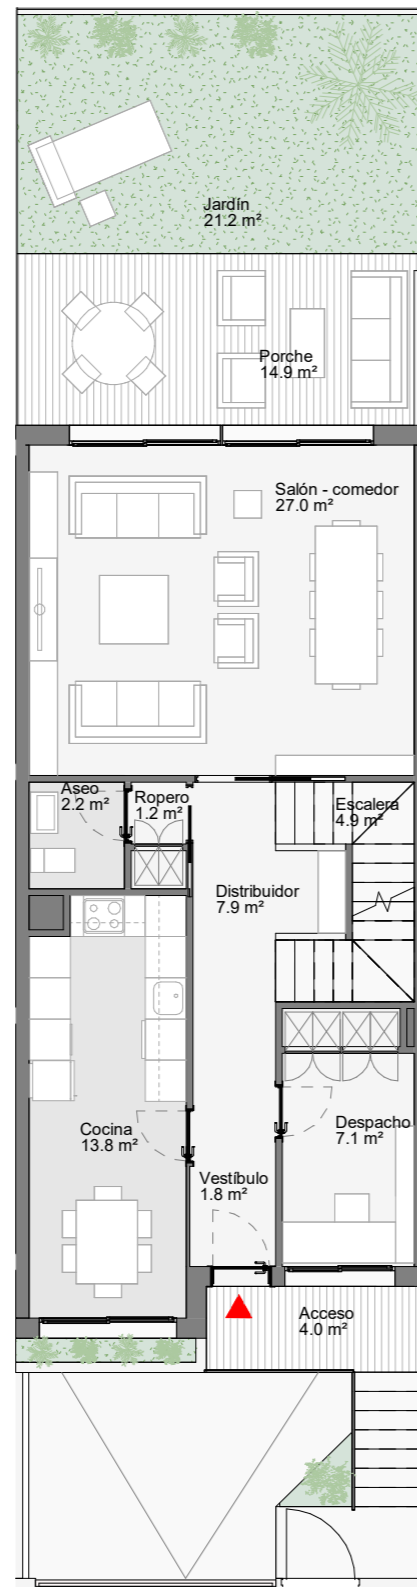 Jardín
21.2 m²
Porche
14.9 m²
Salón - comedor
27.0 m²
Aseo
2.2 m²
Ropero
1.2 m²
Escalera
4.9 m²
Distribuidor
7.9 m²
Cocina
13.8 m²
Despacho
7.1 m²
Vestíbulo
1.8 m²
Acceso
4.0 m²